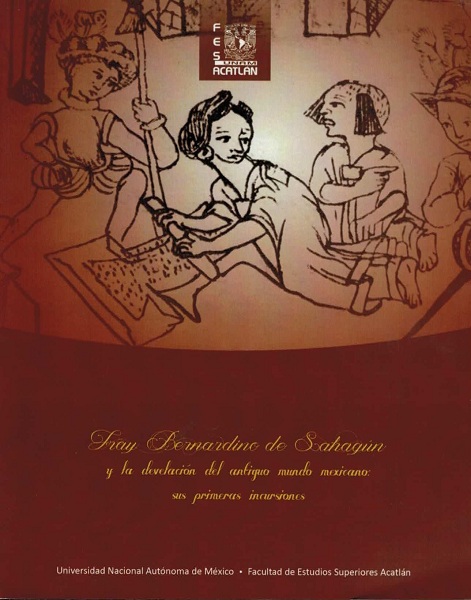 FES
UNAM
ACATLÁN
Fray Bernardino de Sahagún
y la develación del antiguo mundo mexicano:
sus primeras incursiones
Universidad Nacional Autónoma de México • Facultad de Estudios Superiores Acatlán